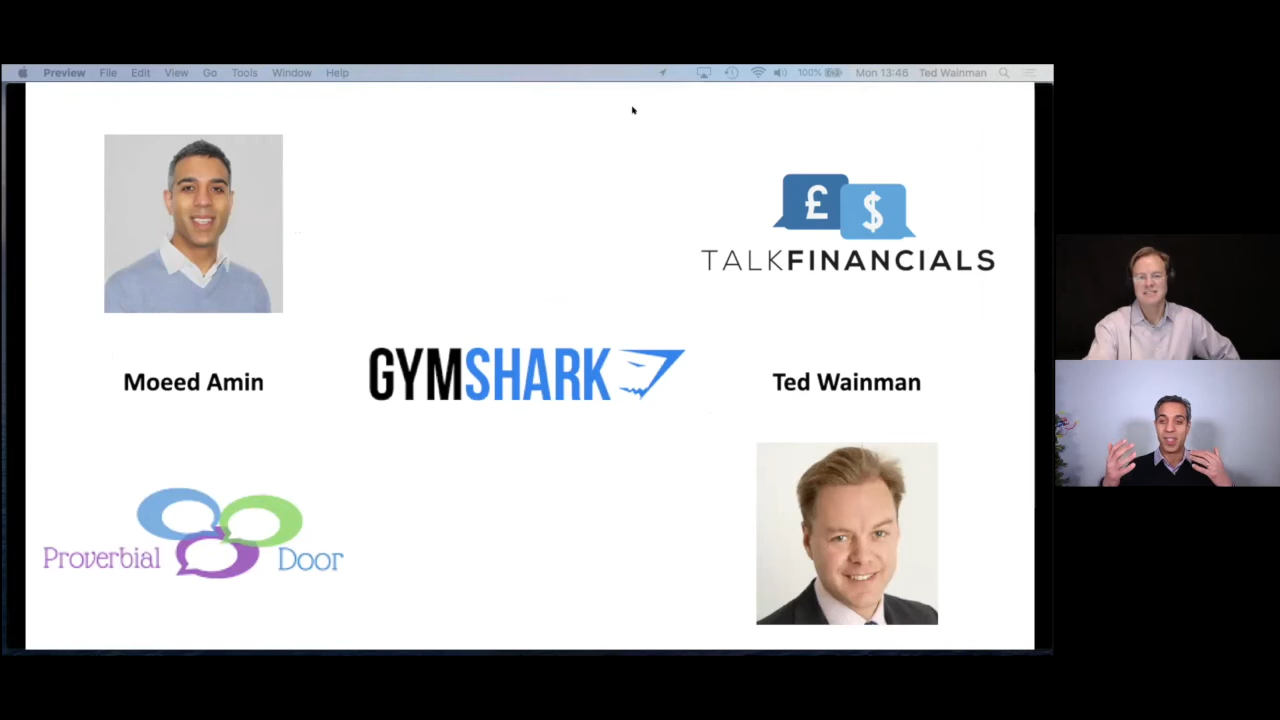 Preview File Edit View Go Tools Window Help 100% Mon 13:46 Ted Wainman
£ $
TALKFINANCIALS
Moeed Amin
GYMSHARK
Ted Wainman
Proverbial Door